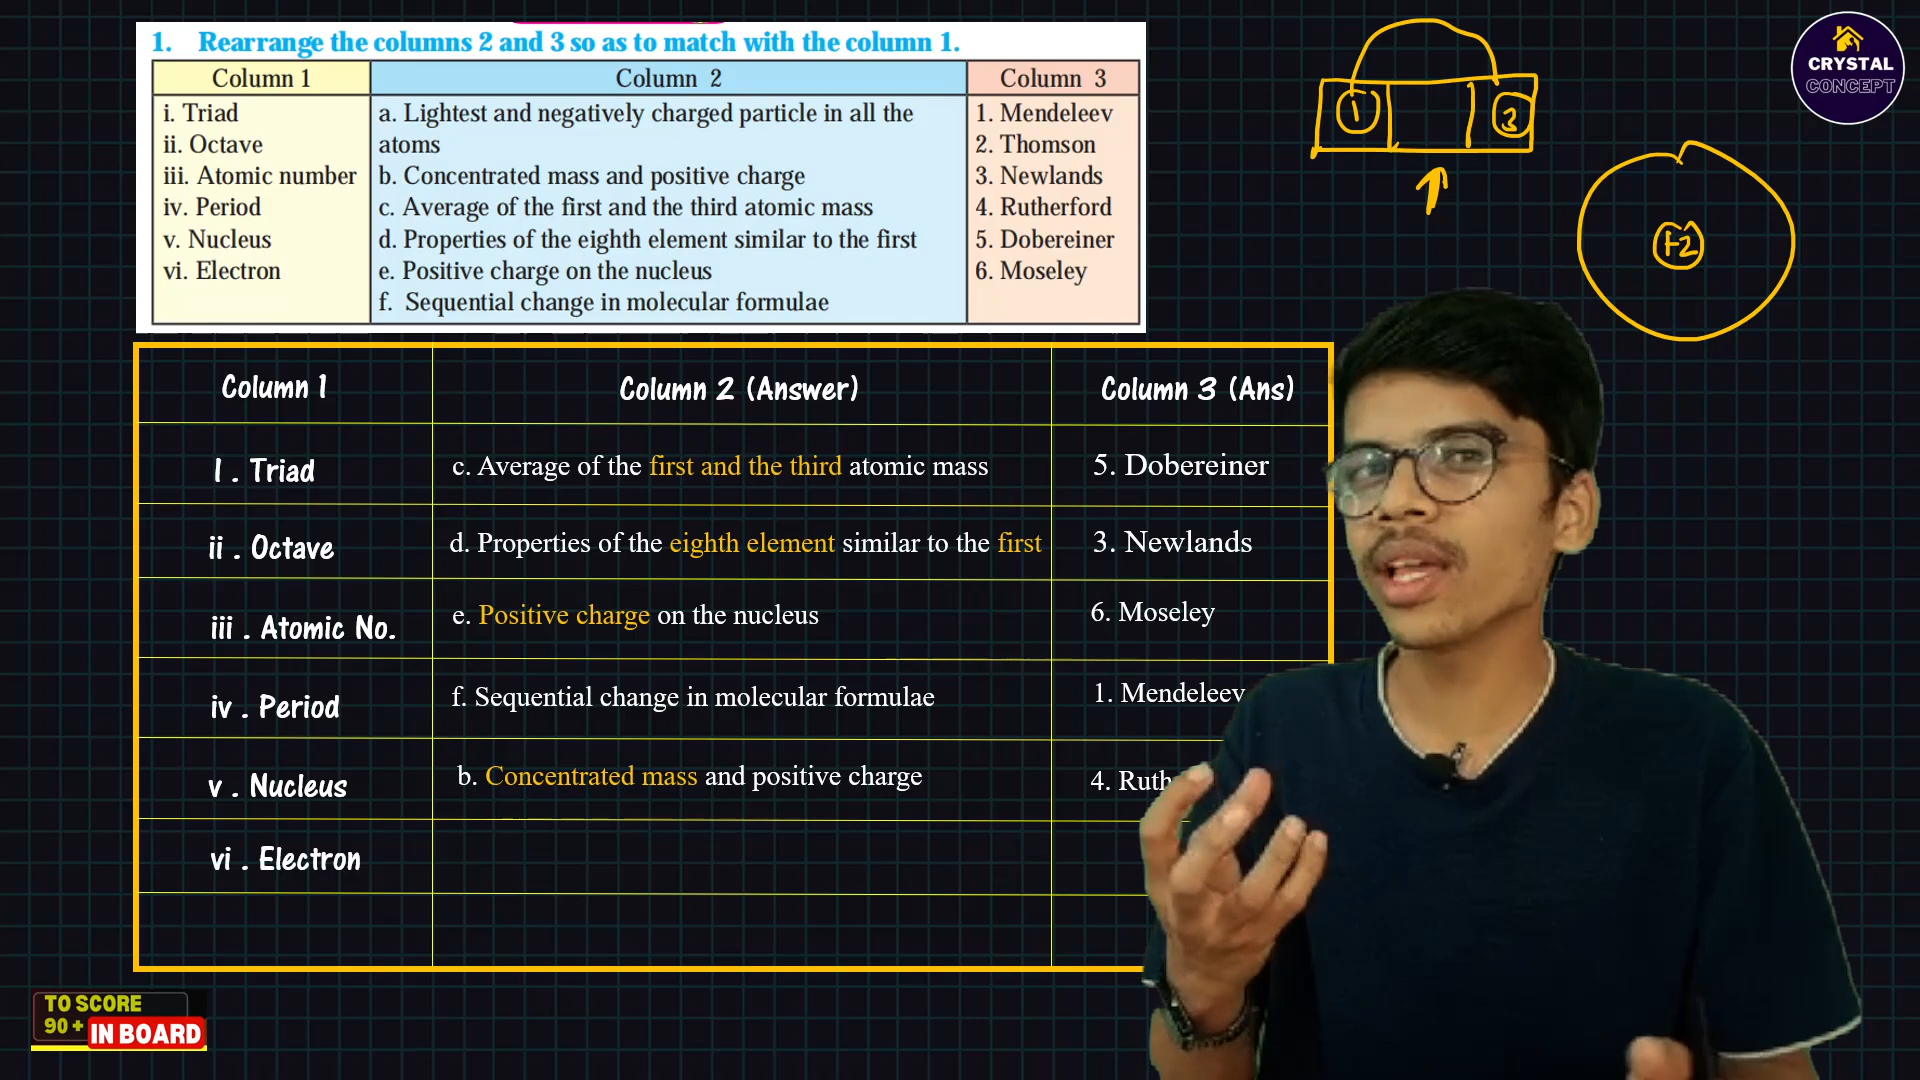 1. Rearrange the columns 2 and 3 so as to match with the column 1.
Column 1 Column 2 Column 3
i. Triad
ii. Octave
iii. Atomic number
iv. Period
v. Nucleus
vi. Electron
a. Lightest and negatively charged particle in all the
atoms
b. Concentrated mass and positive charge
c. Average of the first and the third atomic mass
d. Properties of the eighth element similar to the first
e. Positive charge on the nucleus
f. Sequential change in molecular formulae
1. Mendeleev
2. Thomson
3. Newlands
4. Rutherford
5. Dobereiner
6. Moseley
1 3
CRYSTAL
CONCEPT
Column 1 Column 2 (Answer) Column 3 (Ans)
I . Triad c. Average of the first and the third atomic mass 5. Dobereiner
ii . Octave d. Properties of the eighth element similar to the first 3. Newlands
iii . Atomic No. e. Positive charge on the nucleus 6. Moseley
iv . Period f. Sequential change in molecular formulae 1. Mendeleev
v . Nucleus b. Concentrated mass and positive charge 4. Ruth
vi . Electron
TO SCORE
90 + IN BOARD